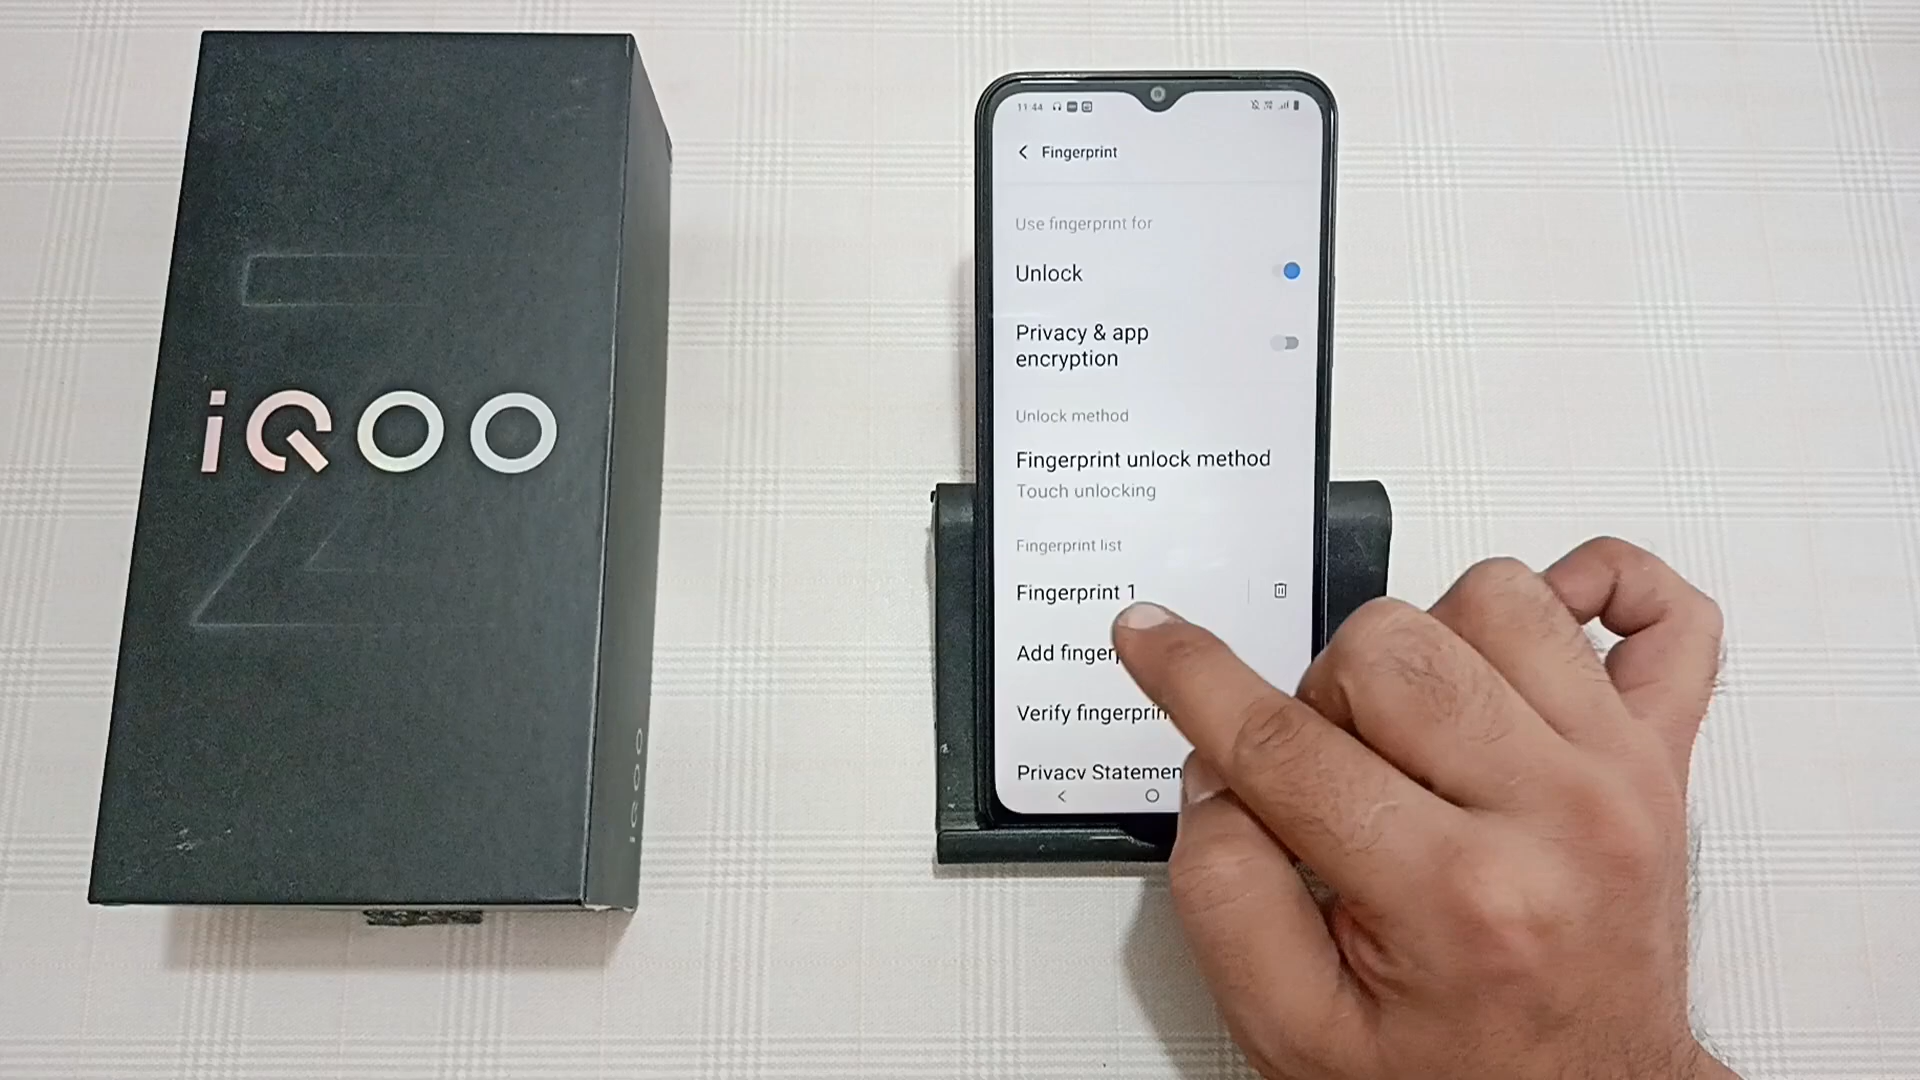 iQOO
iQOO
11:44
Fingerprint
Use fingerprint for
Unlock
Privacy & app
encryption
Unlock method
Fingerprint unlock method
Touch unlocking
Fingerprint list
Fingerprint 1
Add finger
Verify fingerprin
Privacy Statemen